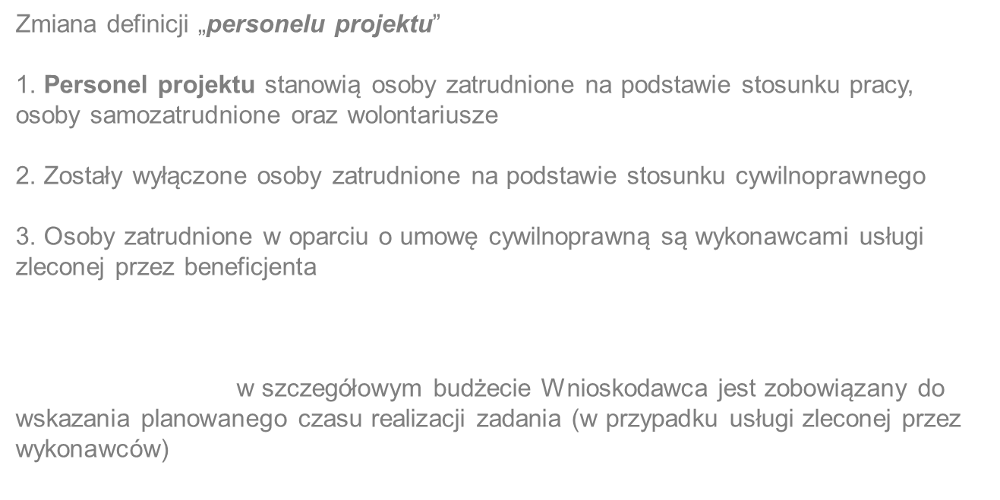 Zmiana definicji „personelu projektu”
1. Personel projektu stanowią osoby zatrudnione na podstawie stosunku pracy,
osoby samozatrudnione oraz wolontariusze
2. Zostały wyłączone osoby zatrudnione na podstawie stosunku cywilnoprawnego
3. Osoby zatrudnione w oparciu o umowę cywilnoprawną są wykonawcami usługi
zleconej przez beneficjenta
w szczegółowym budżecie Wnioskodawca jest zobowiązany do
wskazania planowanego czasu realizacji zadania (w przypadku usługi zleconej przez
wykonawców)